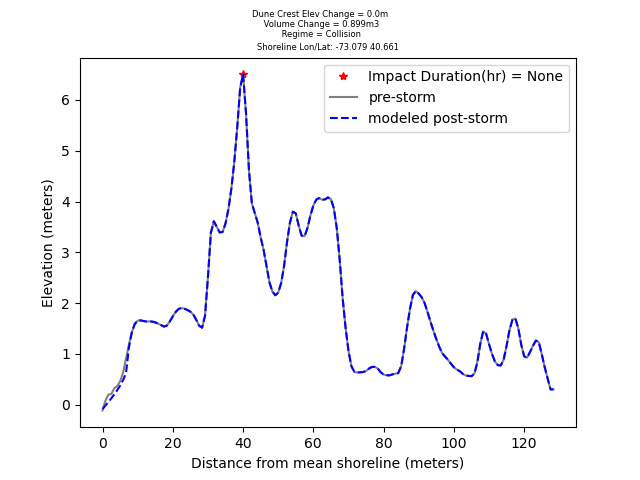 Dune Crest Elev Change = 0.0m
Volume Change = 0.899m3
Regime = Collision
Shoreline Lon/Lat: -73.079 40.661
Impact Duration(hr) = None
pre-storm
modeled post-storm
Elevation (meters)
6
5
4
3
2
1
0
0 20 40 60 80 100 120
Distance from mean shoreline (meters)